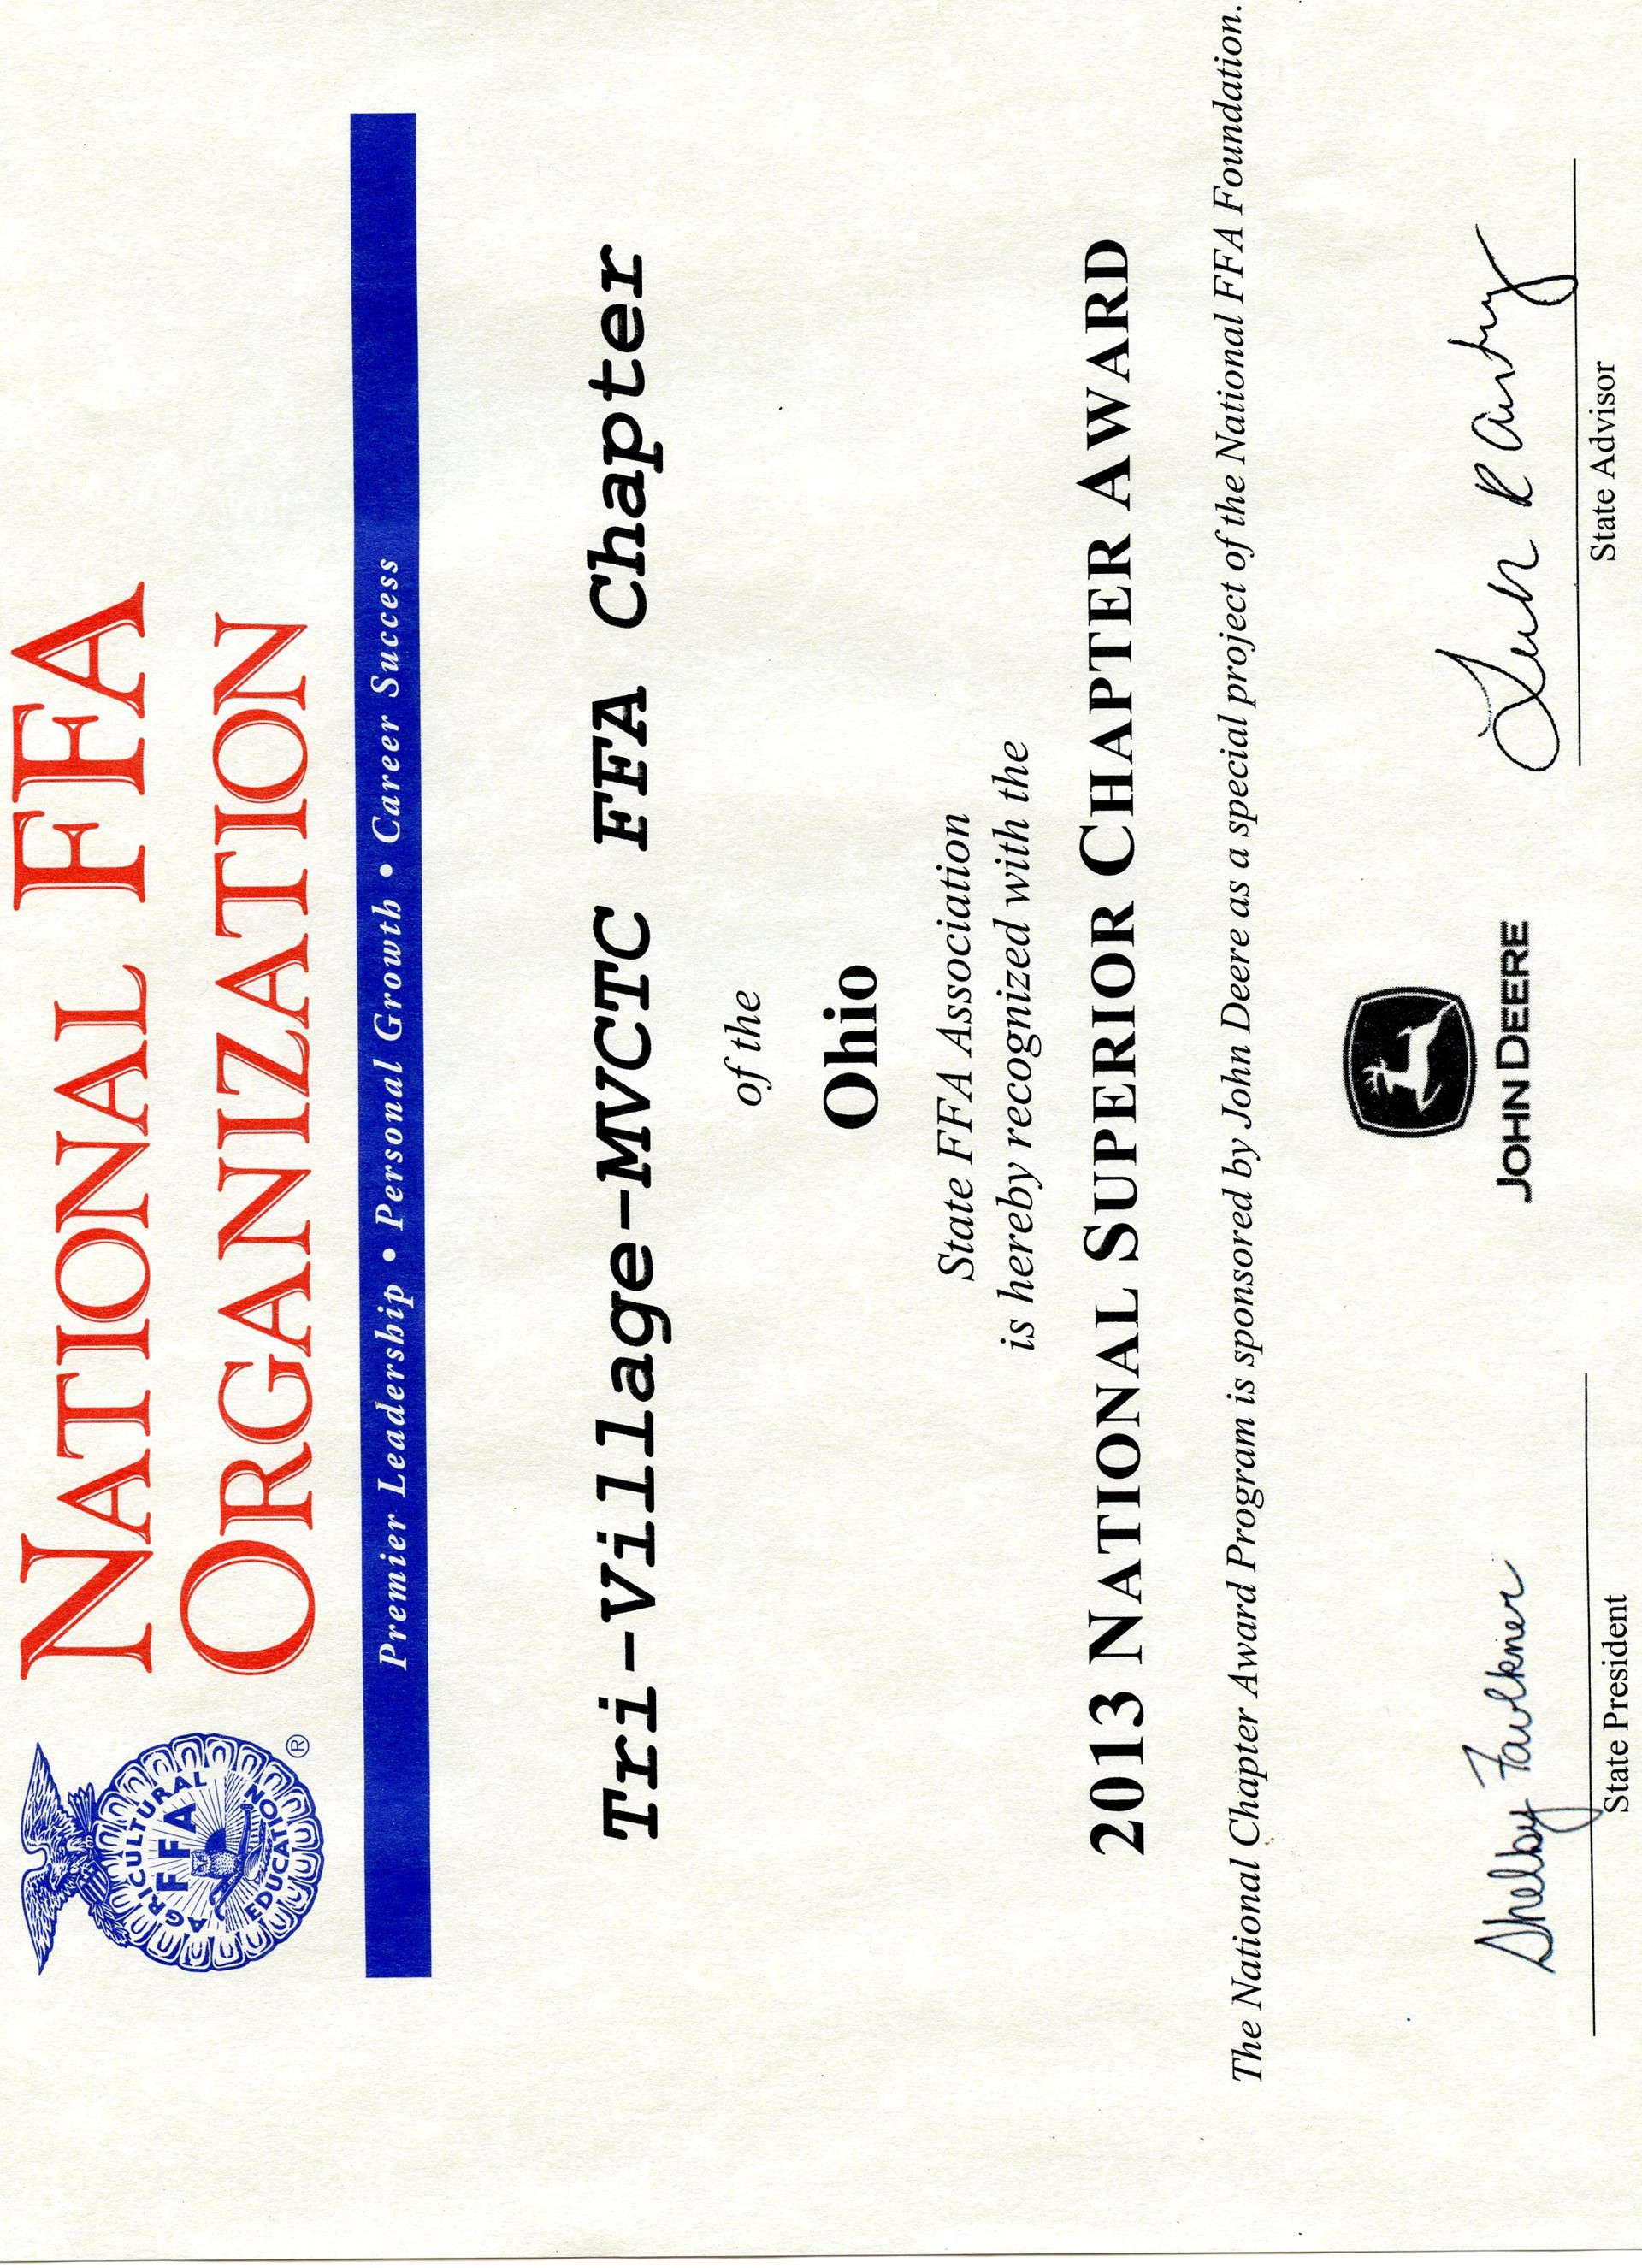 NATIONAL FFA
ORGANIZATION
AGRICULTURAL
FFA
EDUCATION
®
Premier Leadership • Personal Growth • Career Success
Tri-Village-MVCTC FFA Chapter
of the
Ohio
State FFA Association
is hereby recognized with the
2013 NATIONAL SUPERIOR CHAPTER AWARD
The National Chapter Award Program is sponsored by John Deere as a special project of the National FFA Foundation.
JOHN DEERE
Shelby Faulkner
State President
State Advisor